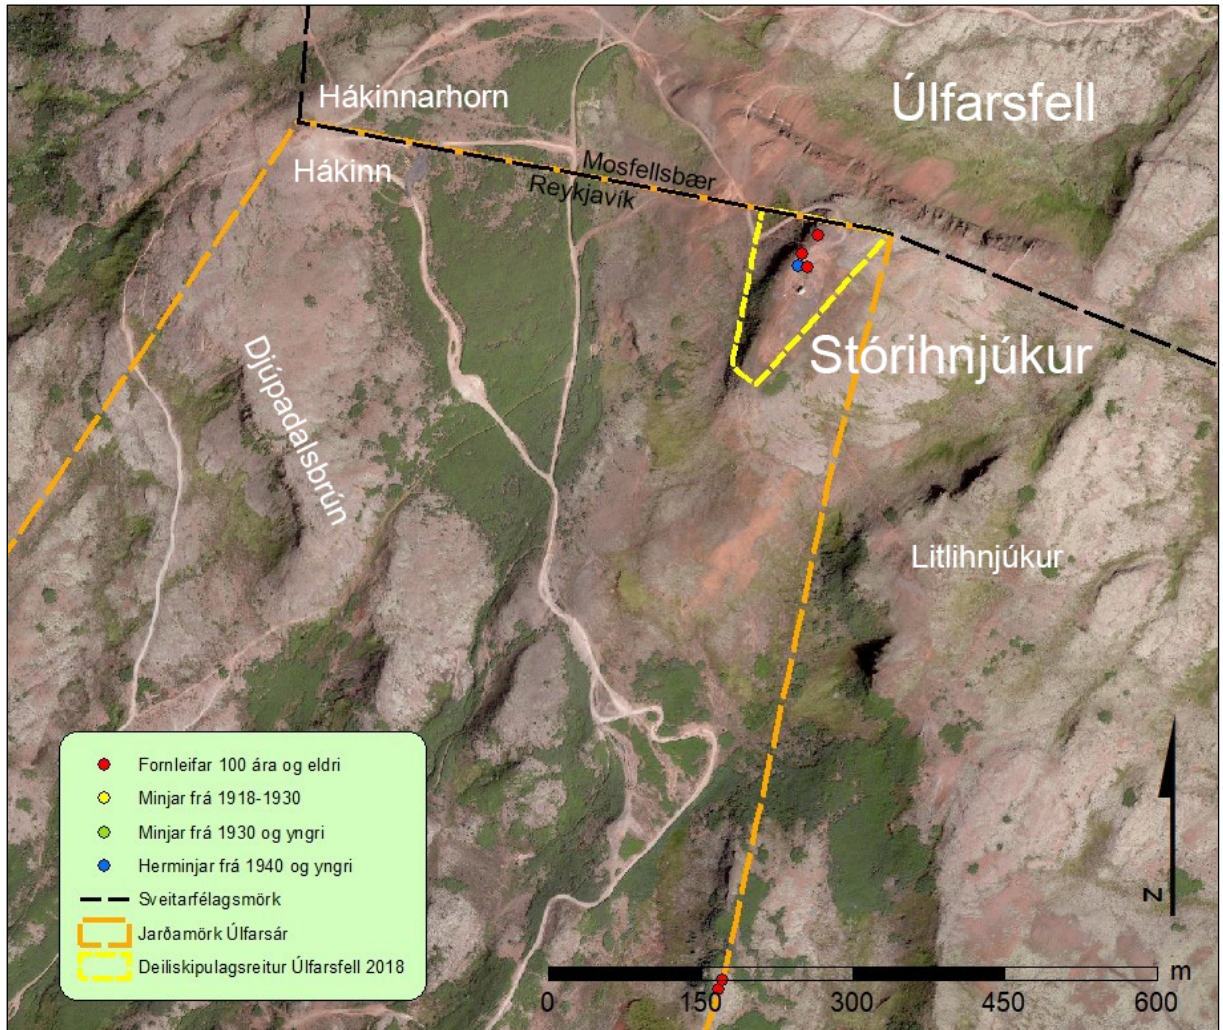 Hákinnarhorn
Úlfarsfell
Hákinn
Mosfellsbær
Reykjavík
Stórihnjúkur
Djúpadalsbrún
Litlihnjúkur
Fornleifar 100 ára og eldri
Minjar frá 1918-1930
Minjar frá 1930 og yngri
Herminjar frá 1940 og yngri
Sveitarfélagsmörk
Jarðamörk Úlfarsár
Deiliskipulagsreitur Úlfarsfell 2018
N
m
0 150 300 450 600